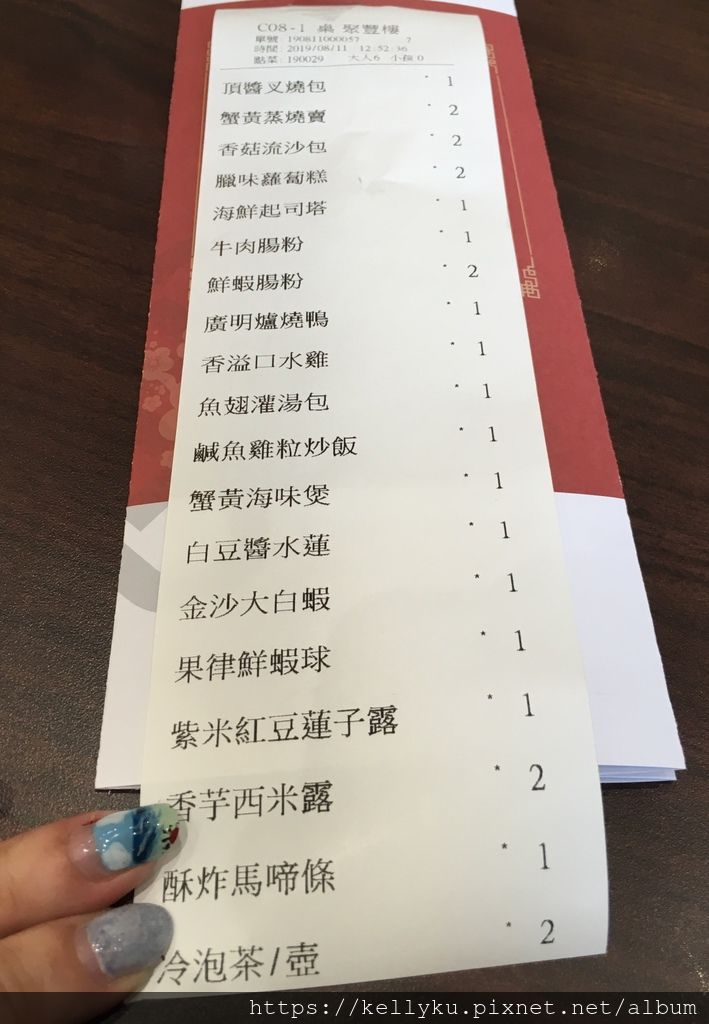 C08-1 桌 聚豐樓
單號: 190811000057 ?
時間: 2019/08/11 12:52:36
點菜: 190029 大人6 小孩 0
頂醬叉燒包 * 1
蟹黃蒸燒賣 * 2
香菇流沙包 * 2
臘味蘿蔔糕 * 2
海鮮起司塔 * 1
牛肉腸粉 * 1
鮮蝦腸粉 * 2
廣明爐燒鴨 * 1
香溢口水雞 * 1
魚翅灌湯包 * 1
鹹魚雞粒炒飯 * 1
蟹黃海味煲 * 1
白豆醬水蓮 * 1
金沙大白蝦 * 1
果律鮮蝦球 * 1
紫米紅豆蓮子露 * 1
香芋西米露 * 2
酥炸馬啼條 * 1
冷泡茶/壺 * 2
https://kellyku.pixnet.net/album